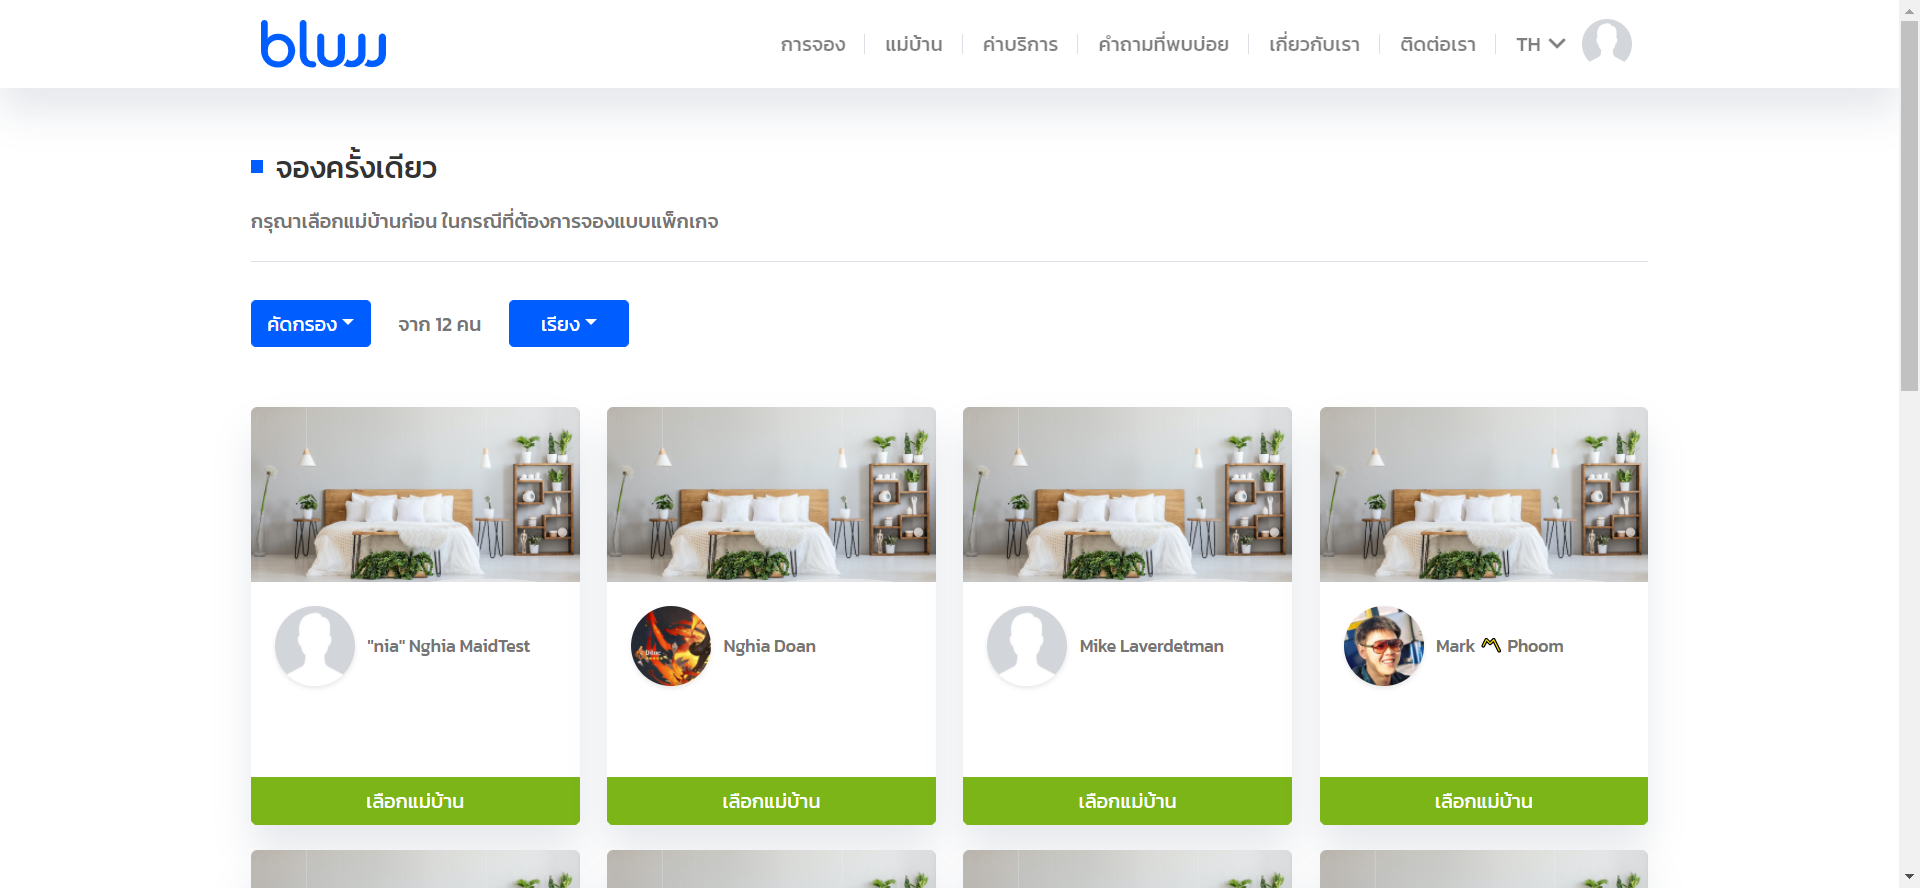 bluuu
การจอง แม่บ้าน ค่าบริการ คำถามที่พบบ่อย เกี่ยวกับเรา ติดต่อเรา TH
จองครั้งเดียว
กรุณาเลือกแม่บ้านก่อน ในกรณีที่ต้องการจองแบบแพ็กเกจ
คัดกรอง จาก 12 คน เรียง
"nia" Nghia MaidTest
Nghia Doan
Mike Laverdetman
Mark 〽️ Phoom
เลือกแม่บ้าน เลือกแม่บ้าน เลือกแม่บ้าน เลือกแม่บ้าน